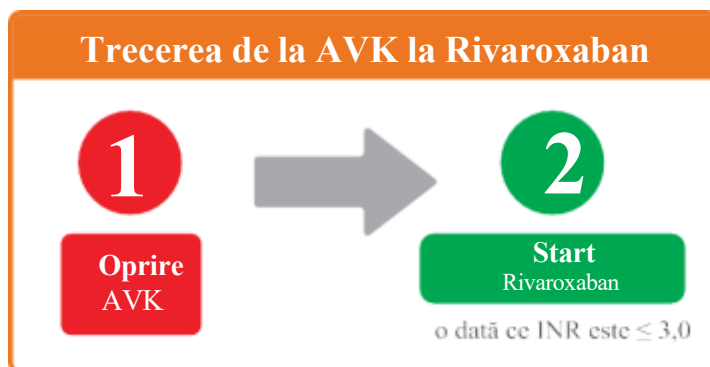 Trecerea de la AVK la Rivaroxaban
1
2
Oprire
AVK
Start
Rivaroxaban
o dată ce INR este ≤ 3,0